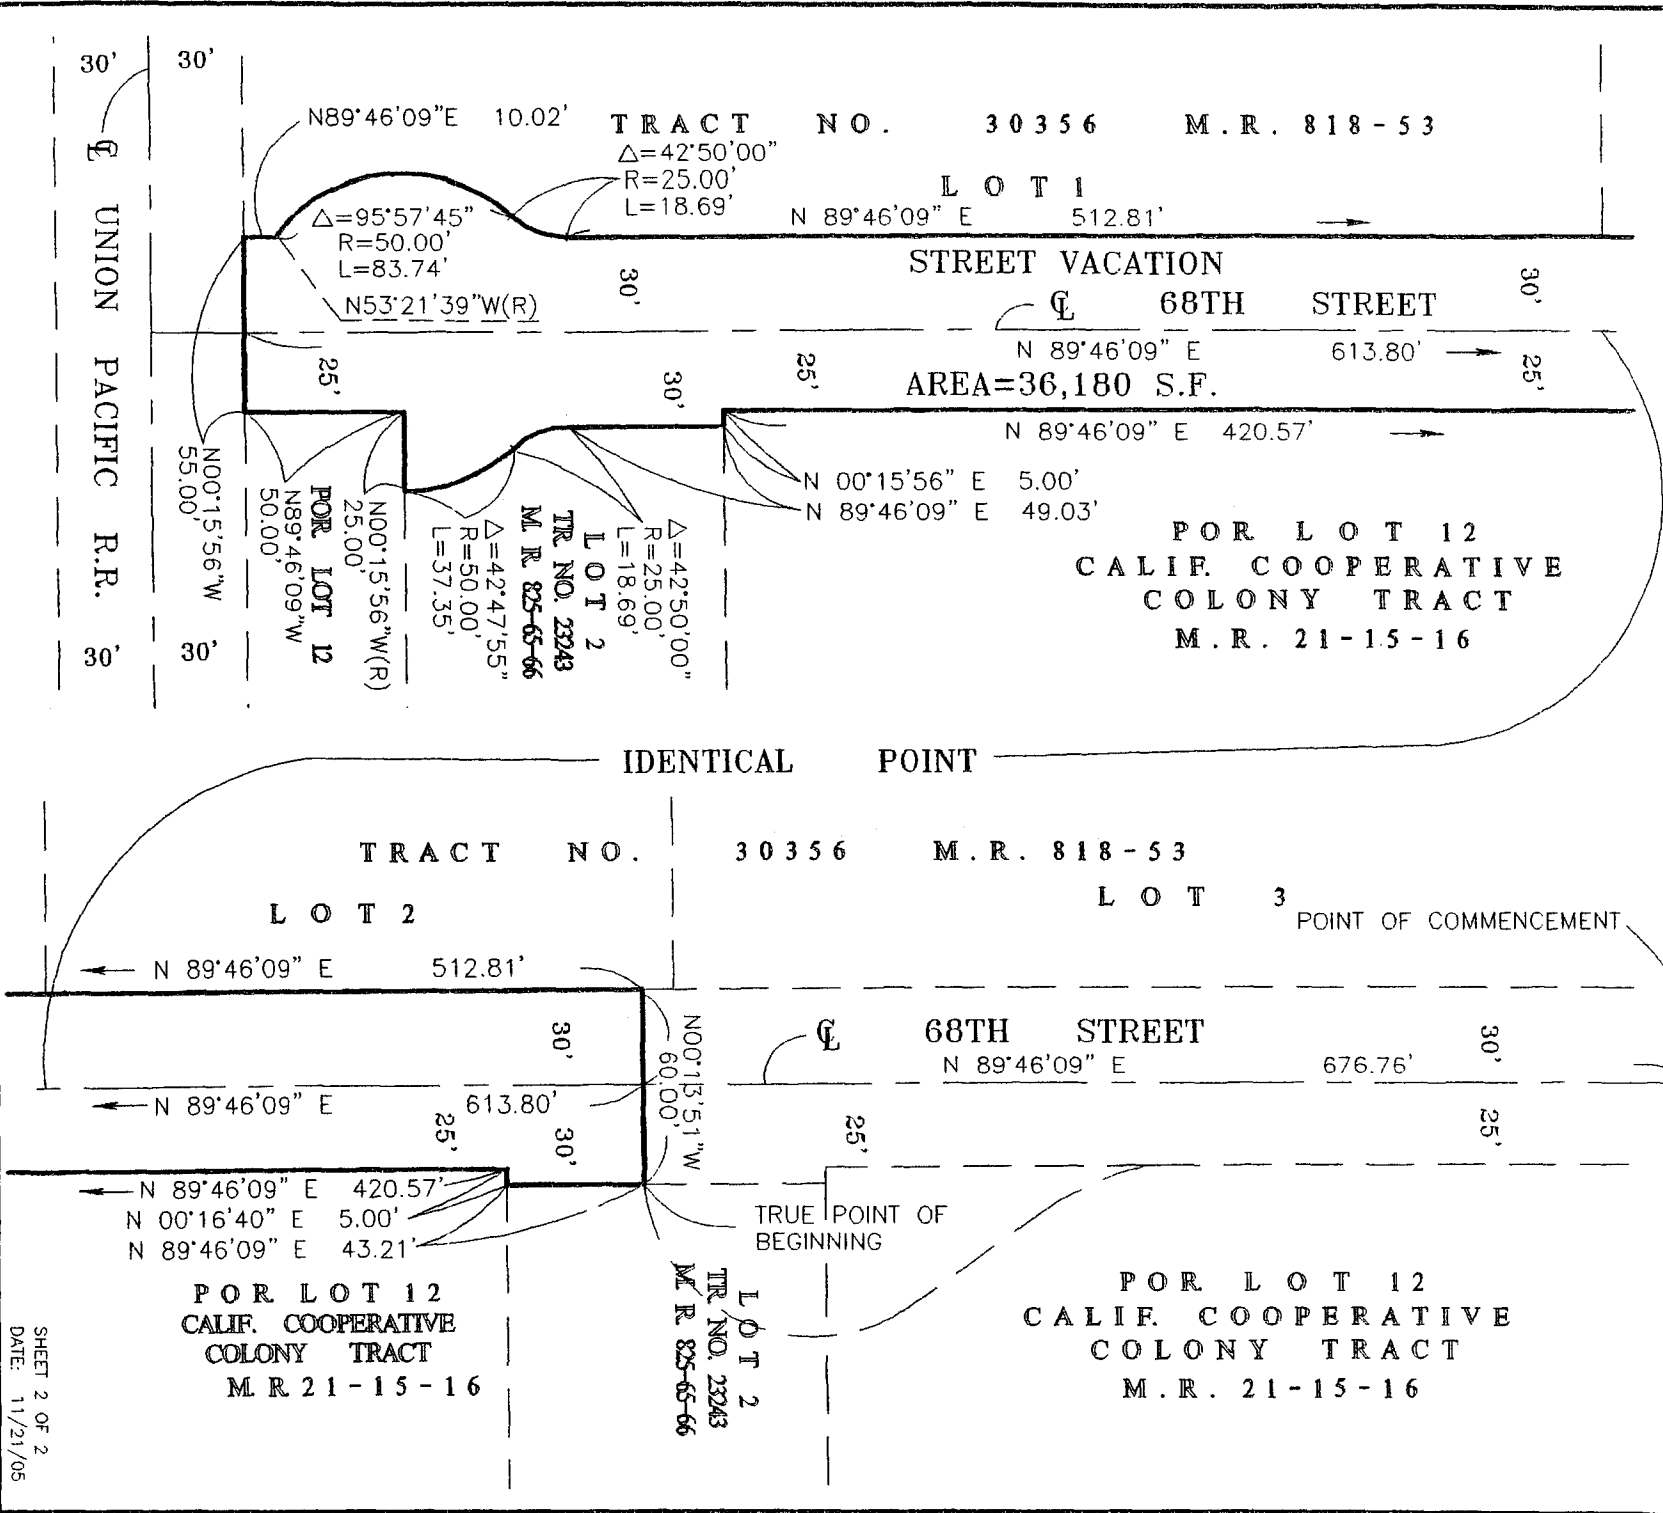 30' 30'
N89°46'09"E 10.02'
TRACT NO. 30356 M.R. 818-53
Δ=42°50'00"
R=25.00'
L=18.69'
LOT 1
N 89°46'09" E 512.81'
Δ=95°57'45"
R=50.00'
L=83.74'
N53°21'39"W(R)
℄ UNION PACIFIC R.R.
STREET VACATION
30' 30'
℄ 68TH STREET
N 89°46'09" E 613.80'
25' 30' 25' 25'
AREA=36,180 S.F.
N 89°46'09" E 420.57'
N 00°15'56" E 5.00'
N 89°46'09" E 49.03'
N00°15'56"W
55.00'
N89°46'09"W
50.00'
POR LOT 12
N00°15'56"W(R)
25.00'
Δ=42°47'55"
R=50.00'
L=37.35'
LOT 2
TR NO. 23243
M R 825-65-66
Δ=42°50'00"
R=25.00'
L=18.69'
POR LOT 12
CALIF. COOPERATIVE
COLONY TRACT
M.R. 21-15-16
30' 30'
IDENTICAL POINT
TRACT NO. 30356 M.R. 818-53
LOT 2
LOT 3
POINT OF COMMENCEMENT
N 89°46'09" E 512.81'
30'
N00°13'51"W
60.00'
℄ 68TH STREET
30'
N 89°46'09" E 676.76'
N 89°46'09" E 613.80'
25' 30' 25' 25'
N 89°46'09" E 420.57'
N 00°16'40" E 5.00'
N 89°46'09" E 43.21'
TRUE POINT OF
BEGINNING
POR LOT 12
CALIF. COOPERATIVE
COLONY TRACT
M.R. 21-15-16
LOT 2
TR NO. 23243
M R 825-65-66
POR LOT 12
CALIF. COOPERATIVE
COLONY TRACT
M.R. 21-15-16
SHEET 2 OF 2
DATE: 11/21/05